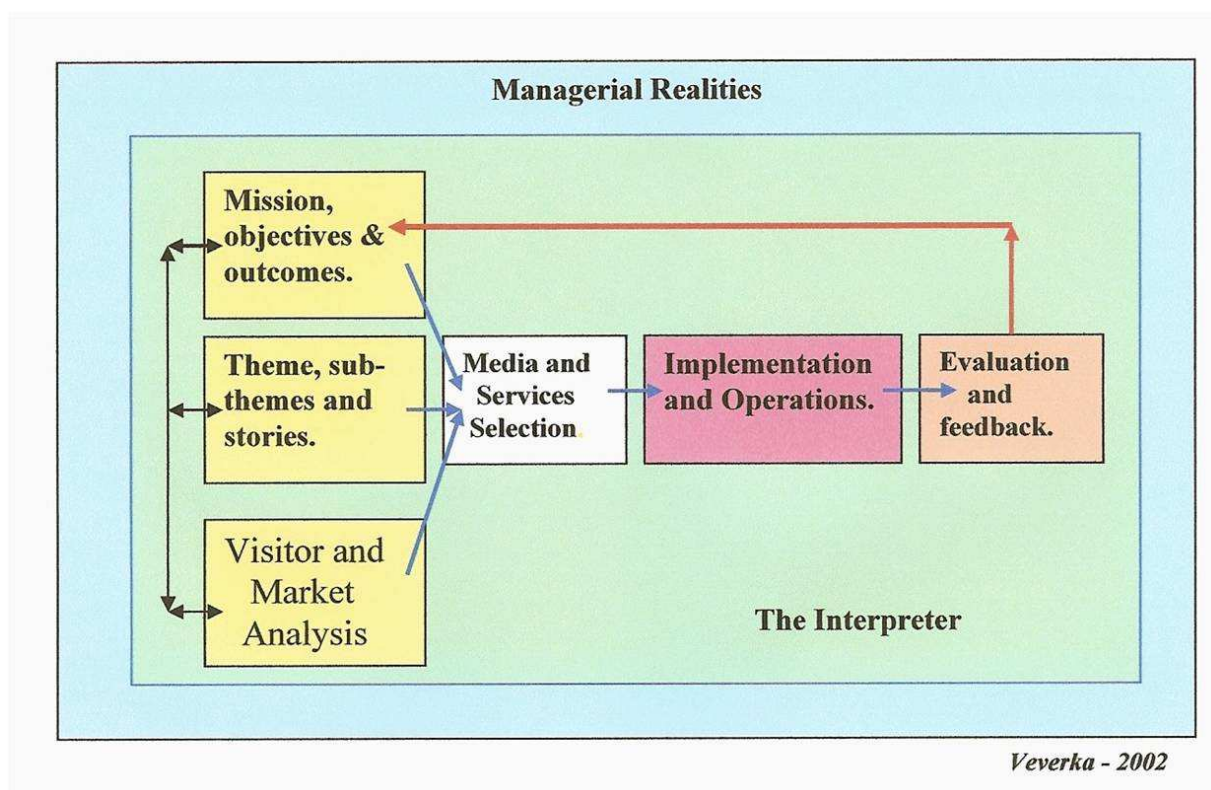 Managerial Realities
Mission,
objectives &
outcomes.
Theme, sub-
themes and
stories.
Visitor and
Market
Analysis
Media and
Services
Selection.
Implementation
and Operations.
Evaluation
and
feedback.
The Interpreter
Veverka - 2002